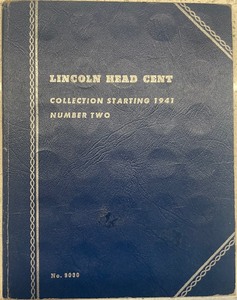 LINCOLN HEAD CENT
COLLECTION STARTING 1941
NUMBER TWO
No. 9030